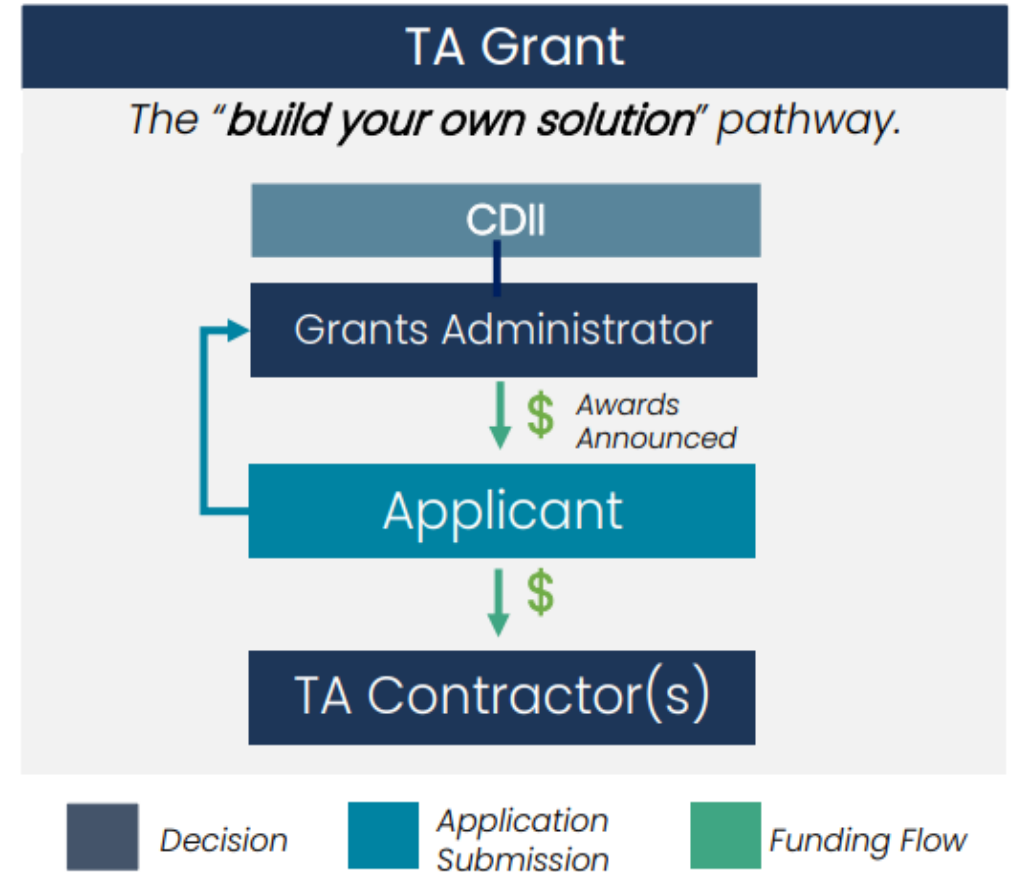 TA Grant
The “build your own solution” pathway.
CDII
Grants Administrator
$ Awards
Announced
Applicant
$
TA Contractor(s)
Decision
Application
Submission
Funding Flow